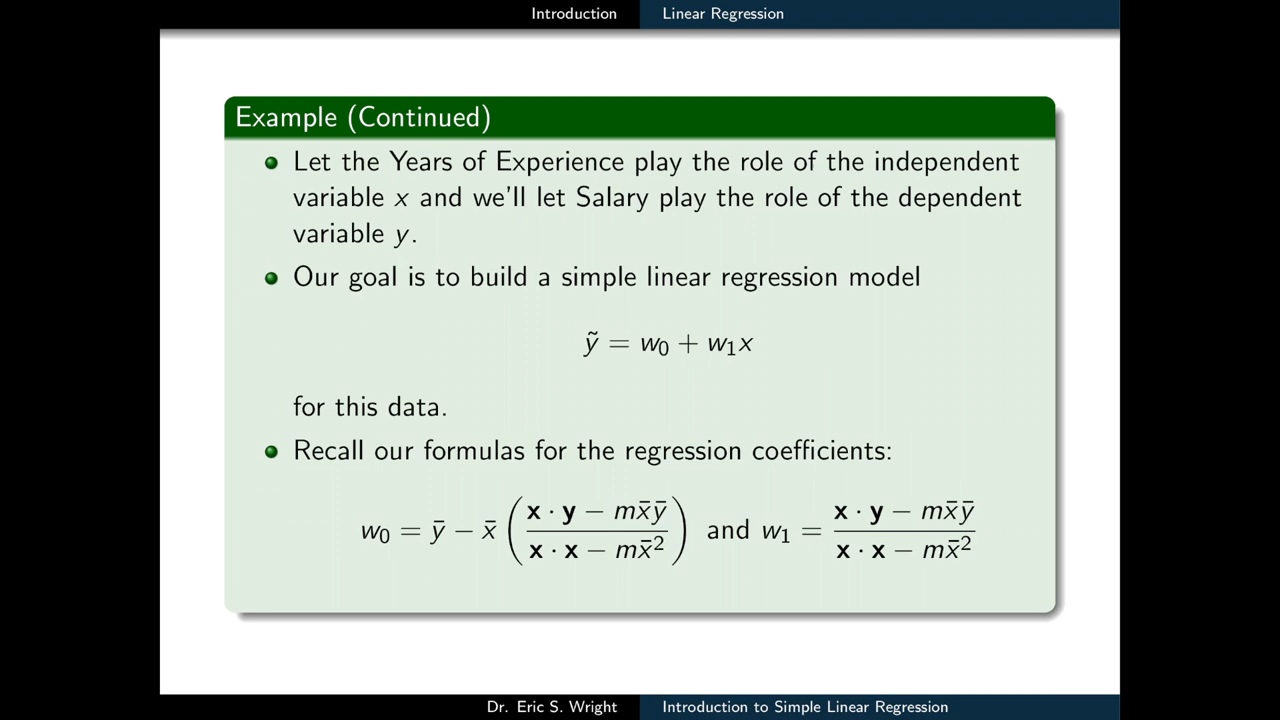 Introduction Linear Regression
Example (Continued)
Let the Years of Experience play the role of the independent
variable x and we'll let Salary play the role of the dependent
variable y.
Our goal is to build a simple linear regression model
ỹ = w₀ + w₁x
for this data.
Recall our formulas for the regression coefficients:
w₀ = ȳ − x̄ ( (x · y − mx̄ȳ) / (x · x − mx̄²) ) and w₁ = (x · y − mx̄ȳ) / (x · x − mx̄²)
Dr. Eric S. Wright Introduction to Simple Linear Regression